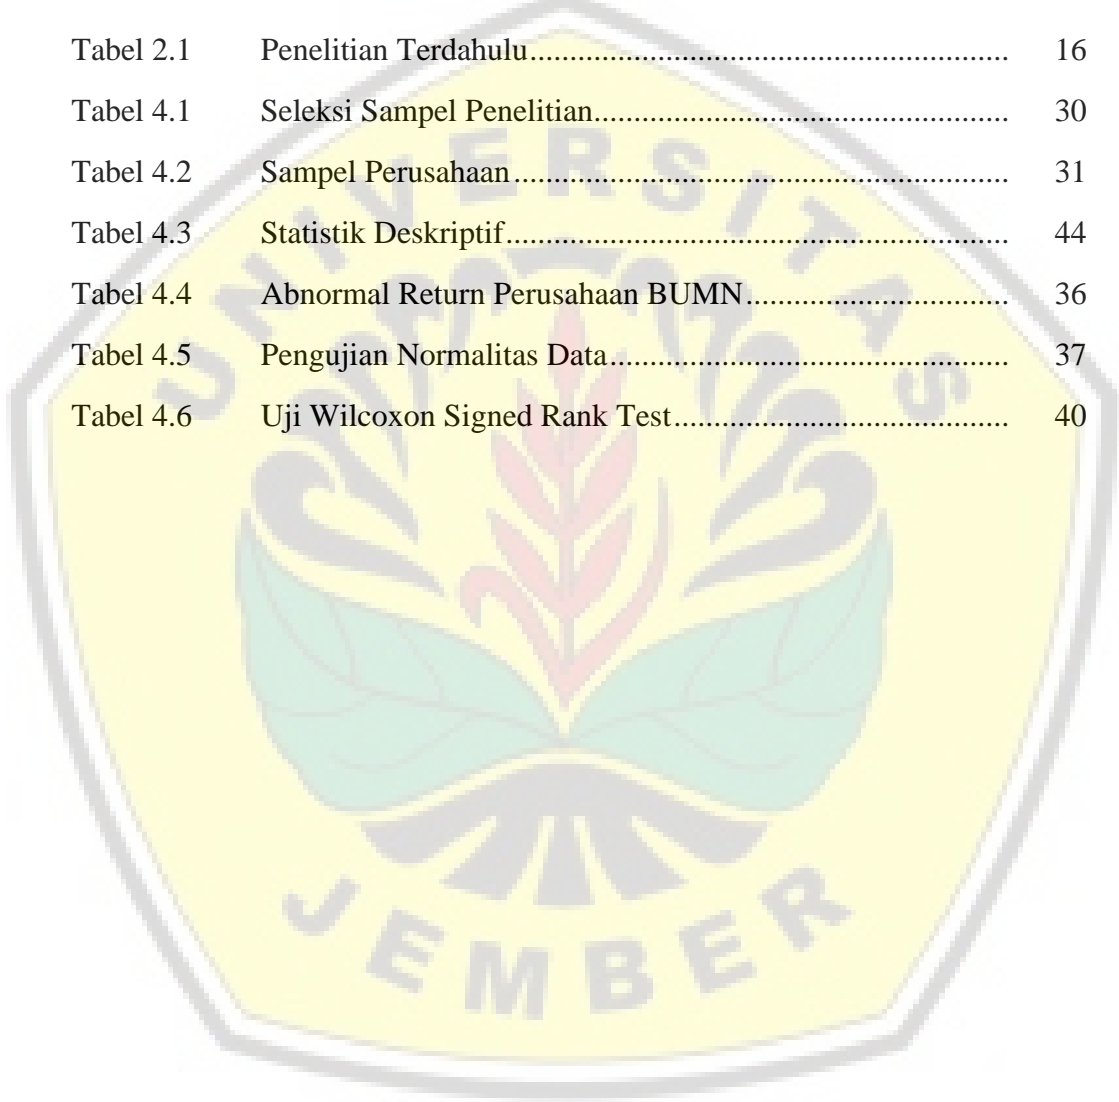 Tabel 2.1 Penelitian Terdahulu.................................................. 16
Tabel 4.1 Seleksi Sampel Penelitian........................................... 30
Tabel 4.2 Sampel Perusahaan.................................................... 31
Tabel 4.3 Statistik Deskriptif..................................................... 44
Tabel 4.4 Abnormal Return Perusahaan BUMN........................... 36
Tabel 4.5 Pengujian Normalitas Data......................................... 37
Tabel 4.6 Uji Wilcoxon Signed Rank Test................................... 40
UNIVERSITAS
JEMBER